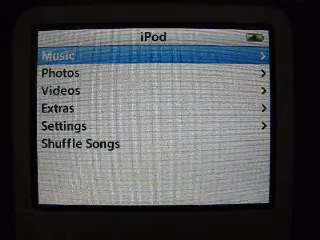 iPod
Music
Photos
Videos
Extras
Settings
Shuffle Songs